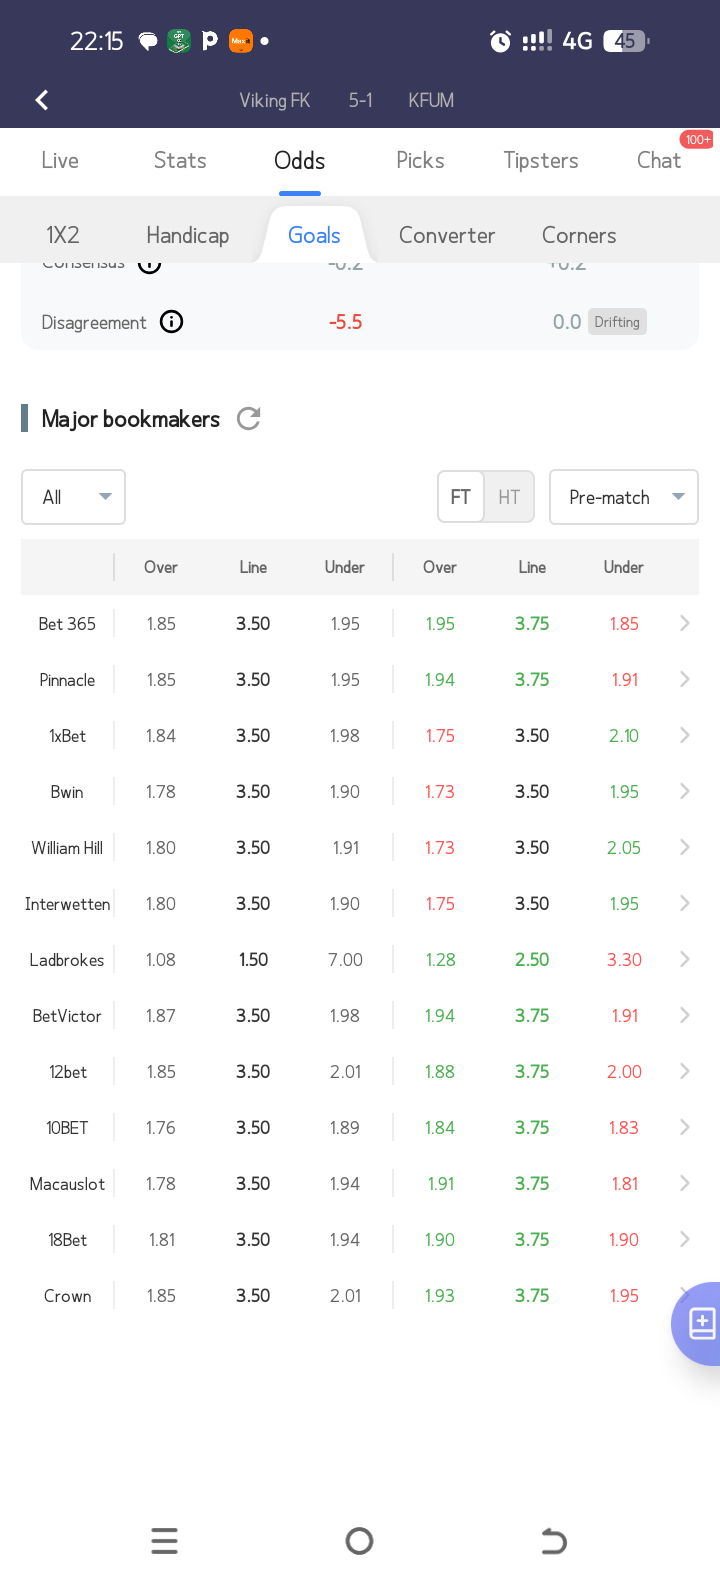 22:15 4G 45
Viking FK 5-1 KFUM
100+
Live Stats Odds Picks Tipsters Chat
1X2 Handicap Goals Converter Corners
Consensus -0.2 +0.2
Disagreement -5.5 0.0 Drifting
Major bookmakers
All FT HT Pre-match
Over Line Under Over Line Under
Bet 365 1.85 3.50 1.95 1.95 3.75 1.85
Pinnacle 1.85 3.50 1.95 1.94 3.75 1.91
1xBet 1.84 3.50 1.98 1.75 3.50 2.10
Bwin 1.78 3.50 1.90 1.73 3.50 1.95
William Hill 1.80 3.50 1.91 1.73 3.50 2.05
Interwetten 1.80 3.50 1.90 1.75 3.50 1.95
Ladbrokes 1.08 1.50 7.00 1.28 2.50 3.30
BetVictor 1.87 3.50 1.98 1.94 3.75 1.91
12bet 1.85 3.50 2.01 1.88 3.75 2.00
10BET 1.76 3.50 1.89 1.84 3.75 1.83
Macauslot 1.78 3.50 1.94 1.91 3.75 1.81
18Bet 1.81 3.50 1.94 1.90 3.75 1.90
Crown 1.85 3.50 2.01 1.93 3.75 1.95